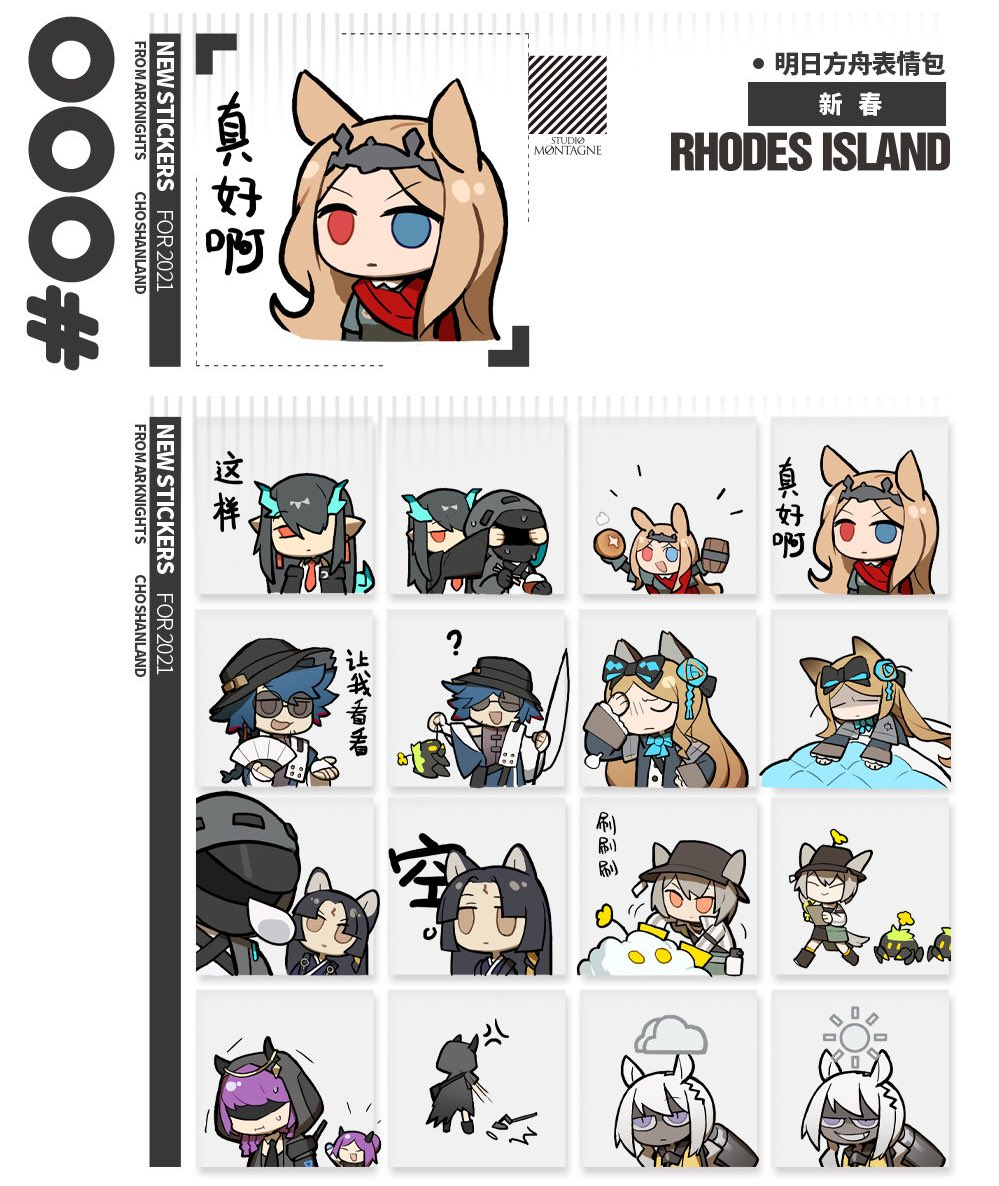 000#
NEW STICKERS FOR 2021
FROM ARKNIGHTS CHOSHANLAND
真好啊
STUDIO
MØNTAGNE
• 明日方舟表情包
新春
RHODES ISLAND
NEW STICKERS FOR 2021
FROM ARKNIGHTS CHOSHANLAND
这样
真好啊
让我看看
?
空
刷刷刷